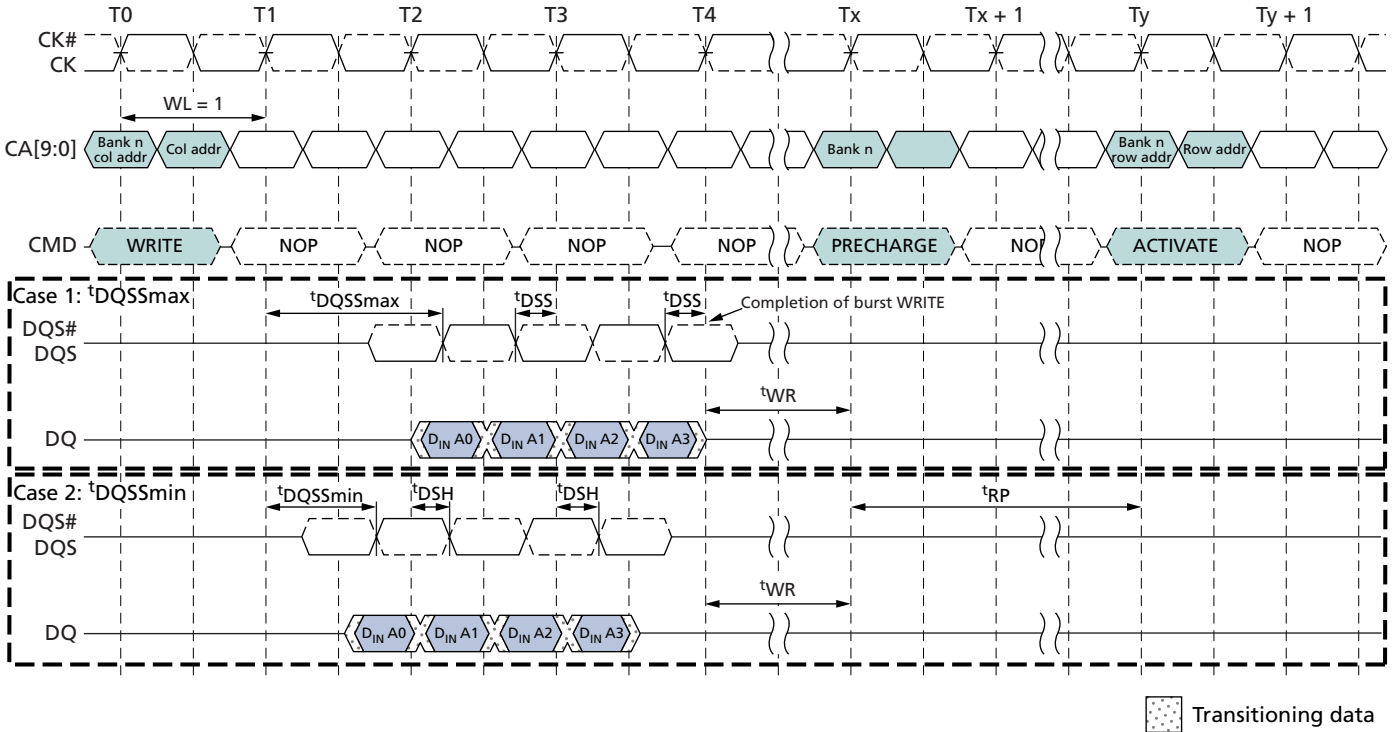 T0 T1 T2 T3 T4 Tx Tx + 1 Ty Ty + 1
CK#
CK
WL = 1
CA[9:0] Bank n col addr Col addr Bank n Bank n row addr Row addr
CMD WRITE NOP NOP NOP NOP PRECHARGE NOP ACTIVATE NOP
Case 1: tDQSSmax
tDQSSmax tDSS tDSS Completion of burst WRITE
DQS#
DQS
tWR
DQ DIN A0 DIN A1 DIN A2 DIN A3
Case 2: tDQSSmin
tDQSSmin tDSH tDSH tRP
DQS#
DQS
tWR
DQ DIN A0 DIN A1 DIN A2 DIN A3
Transitioning data